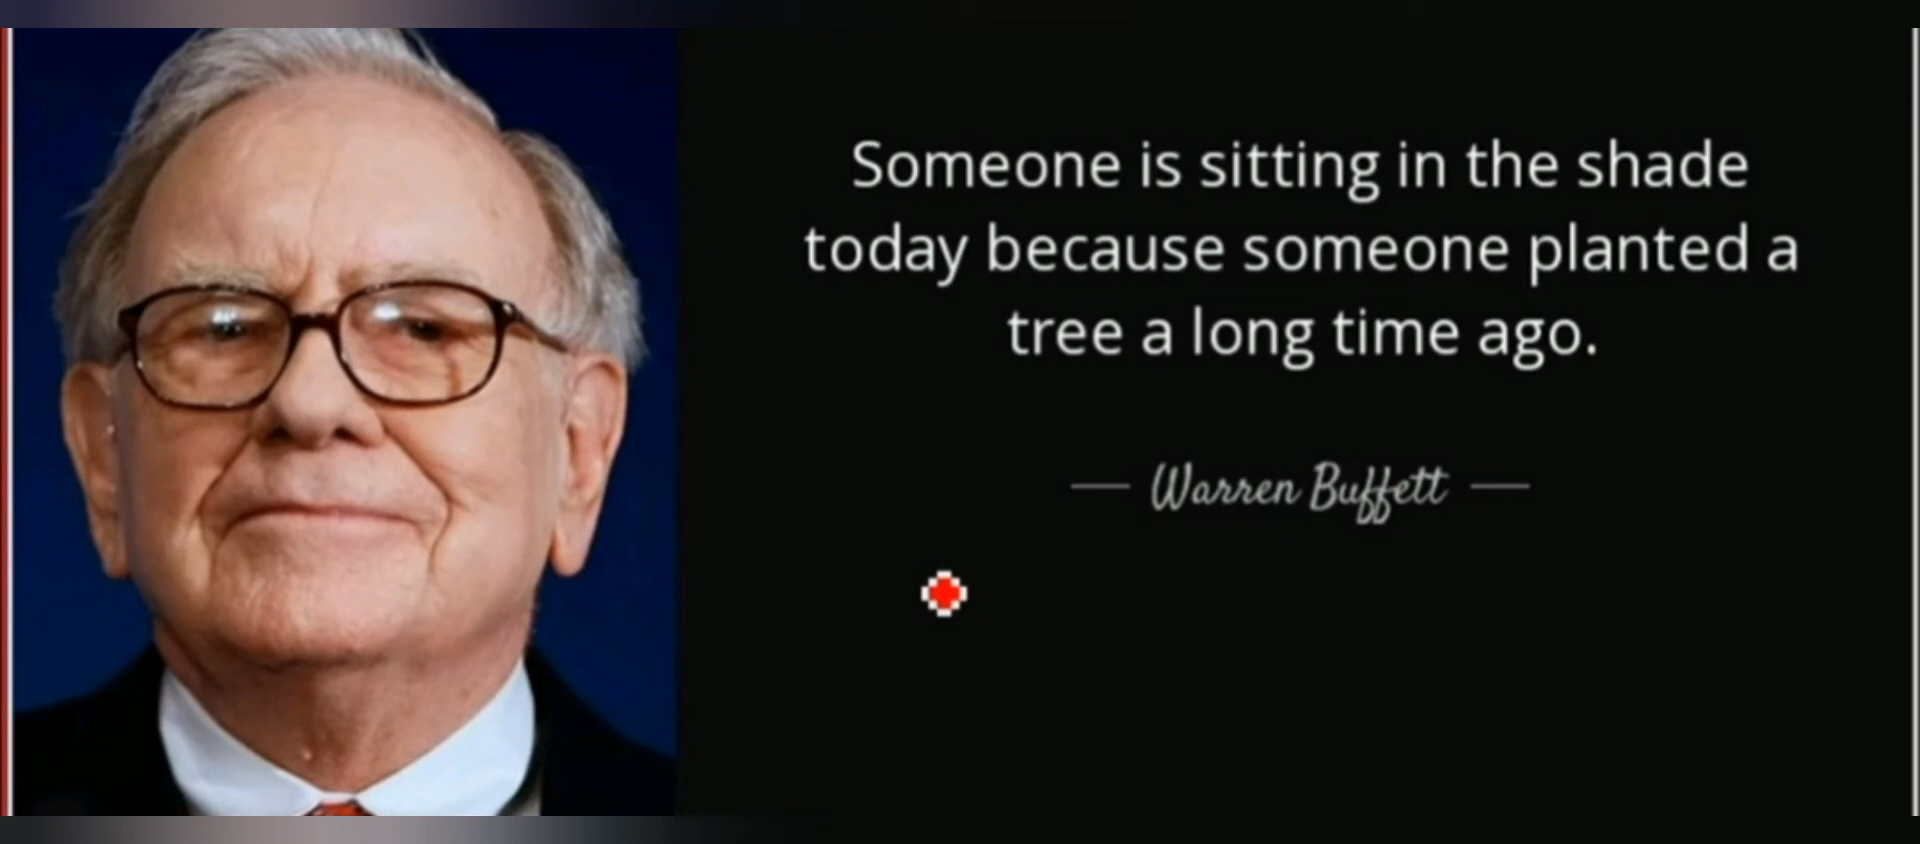 Someone is sitting in the shade
today because someone planted a
tree a long time ago.
— Warren Buffett —